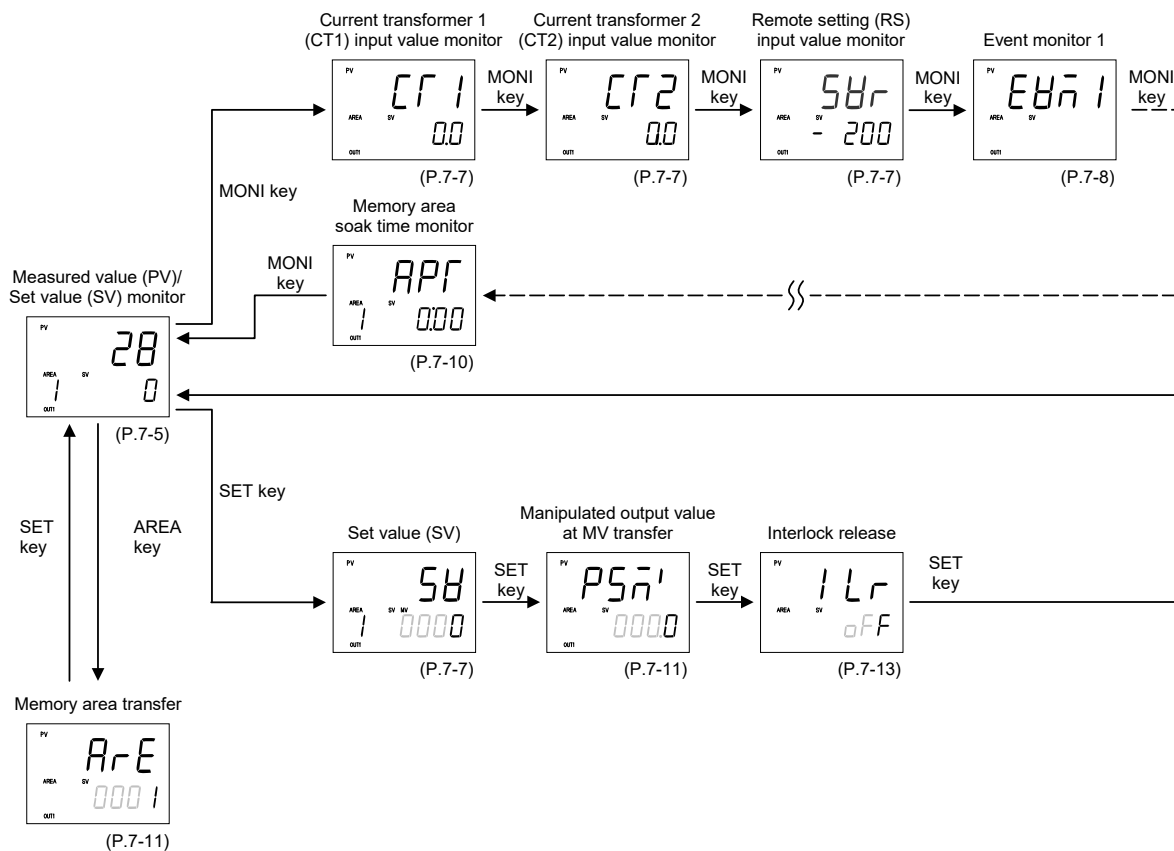 Current transformer 1
(CT1) input value monitor
PV
CT1
AREA SV
0.0
OUT1
(P.7-7)
MONI
key
Current transformer 2
(CT2) input value monitor
PV
CT2
AREA SV
0.0
OUT1
(P.7-7)
MONI
key
Remote setting (RS)
input value monitor
PV
SVr
AREA SV
- 200
OUT1
(P.7-7)
MONI
key
Event monitor 1
PV
EVM1
AREA SV
OUT1
(P.7-8)
MONI
key
MONI key
Memory area
soak time monitor
PV
APT
AREA SV
1 0:00
OUT1
(P.7-10)
MONI
key
Measured value (PV)/
Set value (SV) monitor
PV
28
AREA SV
1 0
OUT1
(P.7-5)
SET key
Set value (SV)
PV
SV
AREA SV MV
1 0000
OUT1
(P.7-7)
SET
key
Manipulated output value
at MV transfer
PV
PSM'
AREA SV
000.0
OUT1
(P.7-11)
SET
key
Interlock release
PV
ILr
AREA SV
oFF
(P.7-13)
SET
key
SET
key
AREA
key
Memory area transfer
PV
ArE
AREA SV
0001
OUT1
(P.7-11)